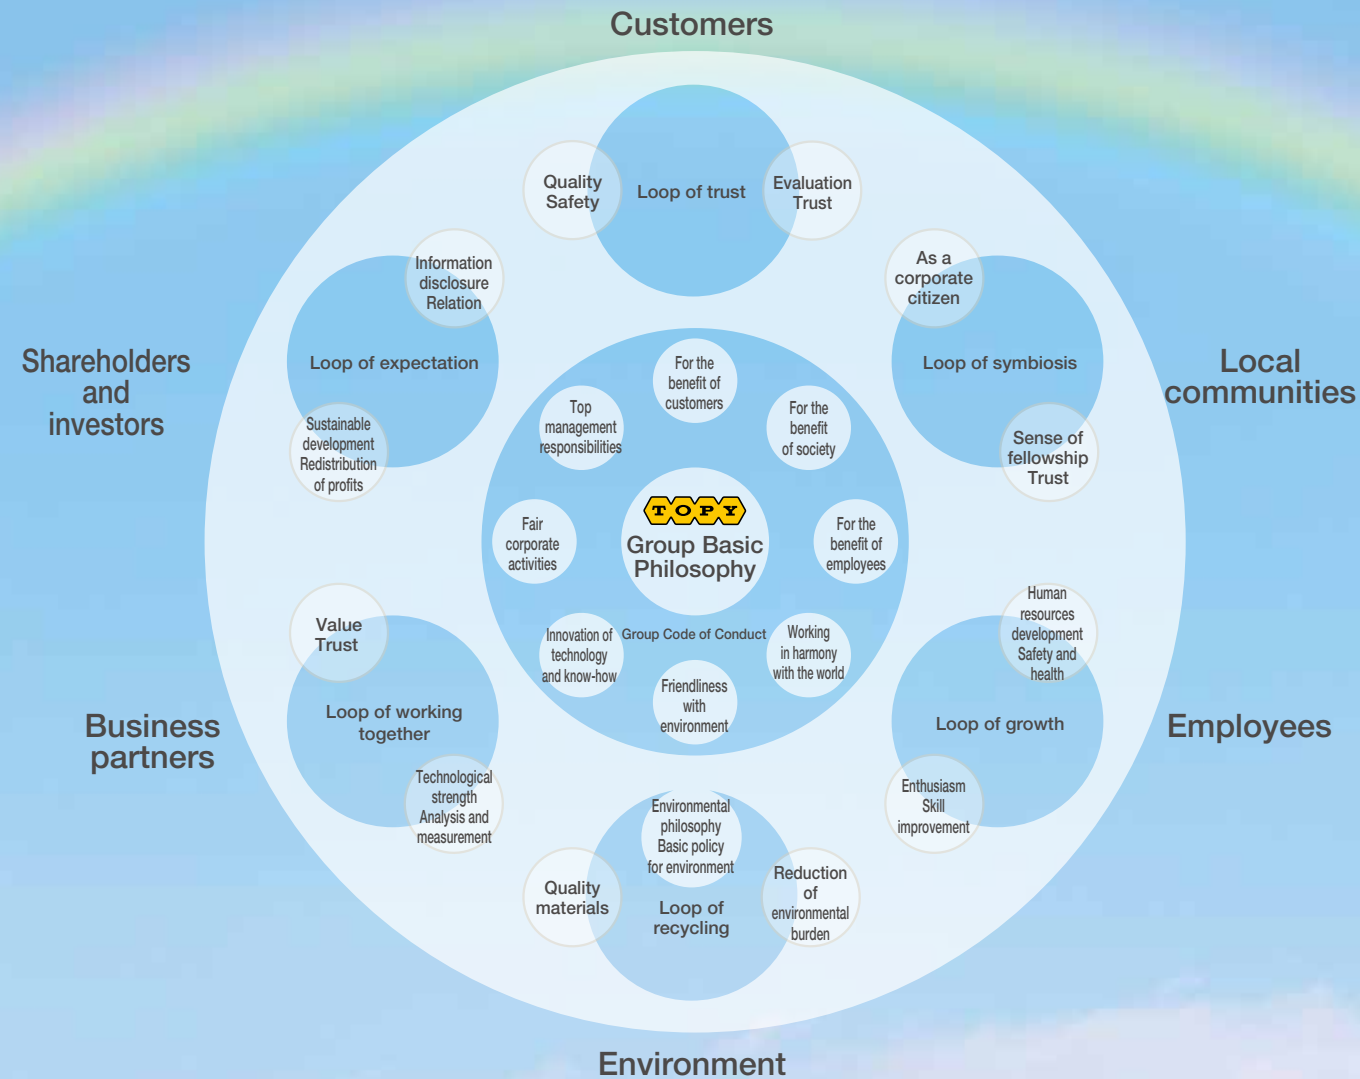 Customers
Quality
Safety
Loop of trust
Evaluation
Trust
Information
disclosure
Relation
As a
corporate
citizen
Shareholders
and
investors
Loop of expectation
Sustainable
development
Redistribution
of profits
Loop of symbiosis
Sense of
fellowship
Trust
Local
communities
For the
benefit of
customers
Top
management
responsibilities
For the
benefit
of society
Fair
corporate
activities
TOPY
Group Basic
Philosophy
For the
benefit of
employees
Group Code of Conduct
Innovation of
technology
and know-how
Working
in harmony
with the world
Friendliness
with
environment
Value
Trust
Business
partners
Loop of working
together
Technological
strength
Analysis and
measurement
Human
resources
development
Safety and
health
Loop of growth
Employees
Enthusiasm
Skill
improvement
Environmental
philosophy
Basic policy
for environment
Quality
materials
Loop of
recycling
Reduction
of
environmental
burden
Environment